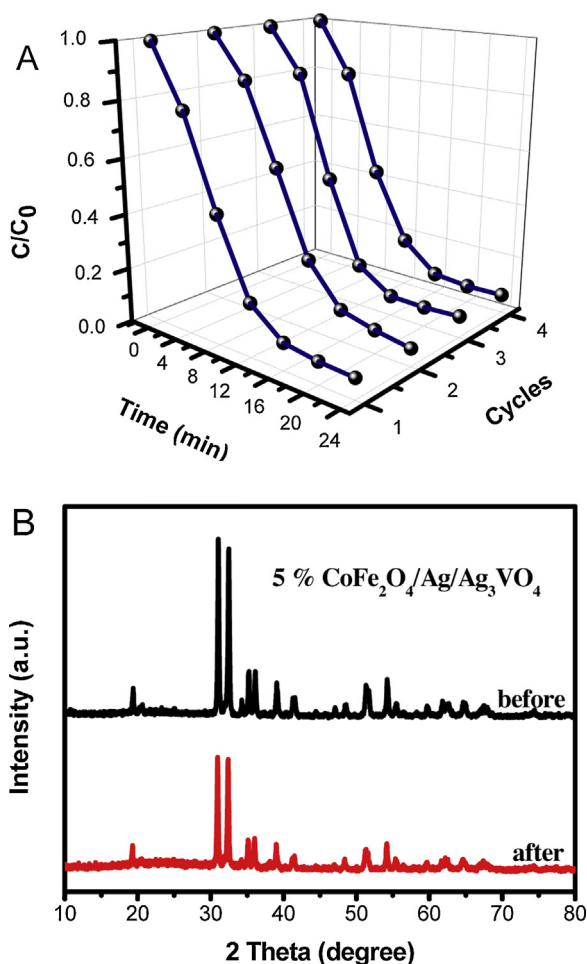 A
C/C0
1.0
0.8
0.6
0.4
0.2
0.0
0 4 8 12 16 20 24
Time (min)
1 2 3 4
Cycles
B
5 % CoFe2O4/Ag/Ag3VO4
before
after
Intensity (a.u.)
10 20 30 40 50 60 70 80
2 Theta (degree)